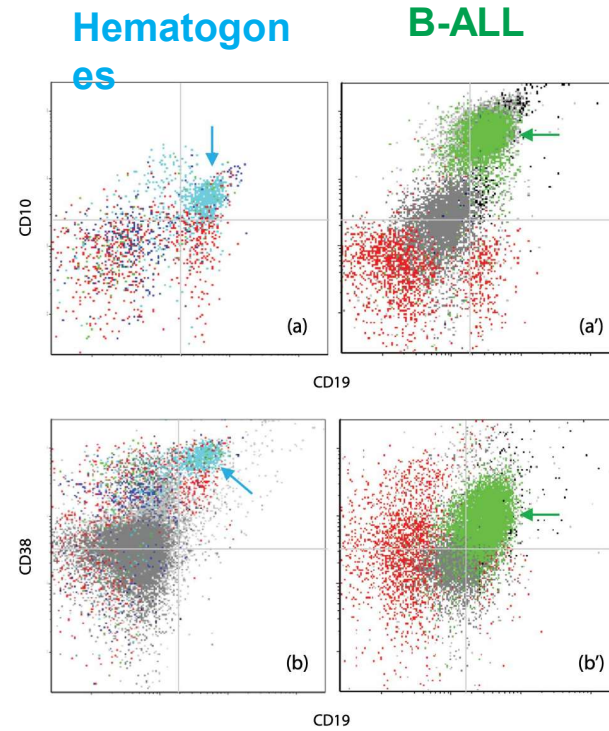 Hematogon
es
B-ALL
CD10
(a)
(a')
CD19
CD38
(b)
(b')
CD19